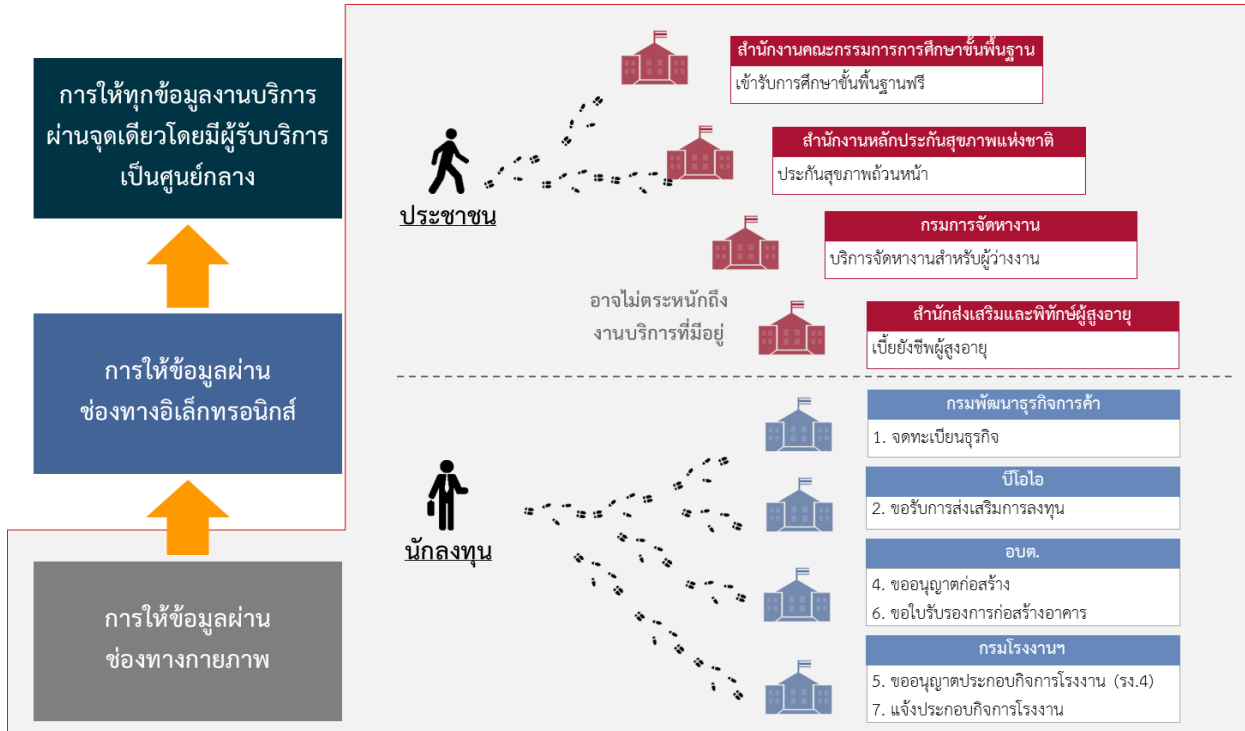 การให้ทุกข้อมูลงานบริการ
ผ่านจุดเดียวโดยมีผู้รับบริการ
เป็นศูนย์กลาง
การให้ข้อมูลผ่าน
ช่องทางอิเล็กทรอนิกส์
การให้ข้อมูลผ่าน
ช่องทางกายภาพ
ประชาชน
สำนักงานคณะกรรมการการศึกษาขั้นพื้นฐาน
เข้ารับการศึกษาขั้นพื้นฐานฟรี
สำนักงานหลักประกันสุขภาพแห่งชาติ
ประกันสุขภาพถ้วนหน้า
กรมการจัดหางาน
บริการจัดหางานสำหรับผู้ว่างงาน
อาจไม่ตระหนักถึง
งานบริการที่มีอยู่
สำนักส่งเสริมและพิทักษ์ผู้สูงอายุ
เบี้ยยังชีพผู้สูงอายุ
นักลงทุน
กรมพัฒนาธุรกิจการค้า
1. จดทะเบียนธุรกิจ
บีโอไอ
2. ขอรับการส่งเสริมการลงทุน
อบต.
4. ขออนุญาตก่อสร้าง
6. ขอใบรับรองการก่อสร้างอาคาร
กรมโรงงานฯ
5. ขออนุญาตประกอบกิจการโรงงาน (รง.4)
7. แจ้งประกอบกิจการโรงงาน